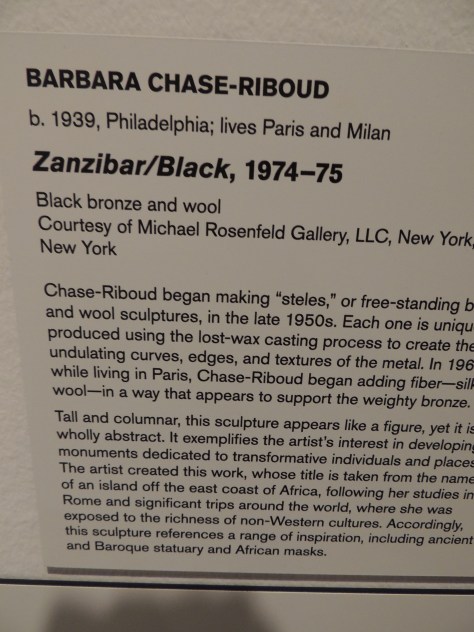 BARBARA CHASE-RIBOUD
b. 1939, Philadelphia; lives Paris and Milan
Zanzibar/Black, 1974–75
Black bronze and wool
Courtesy of Michael Rosenfeld Gallery, LLC, New York,
New York
Chase-Riboud began making “steles,” or free-standing b
and wool sculptures, in the late 1950s. Each one is uniqu
produced using the lost-wax casting process to create the
undulating curves, edges, and textures of the metal. In 196
while living in Paris, Chase-Riboud began adding fiber—sil
wool—in a way that appears to support the weighty bronze.
Tall and columnar, this sculpture appears like a figure, yet it is
wholly abstract. It exemplifies the artist’s interest in developing
monuments dedicated to transformative individuals and places
The artist created this work, whose title is taken from the name
of an island off the east coast of Africa, following her studies in
Rome and significant trips around the world, where she was
exposed to the richness of non-Western cultures. Accordingly,
this sculpture references a range of inspiration, including ancient
and Baroque statuary and African masks.